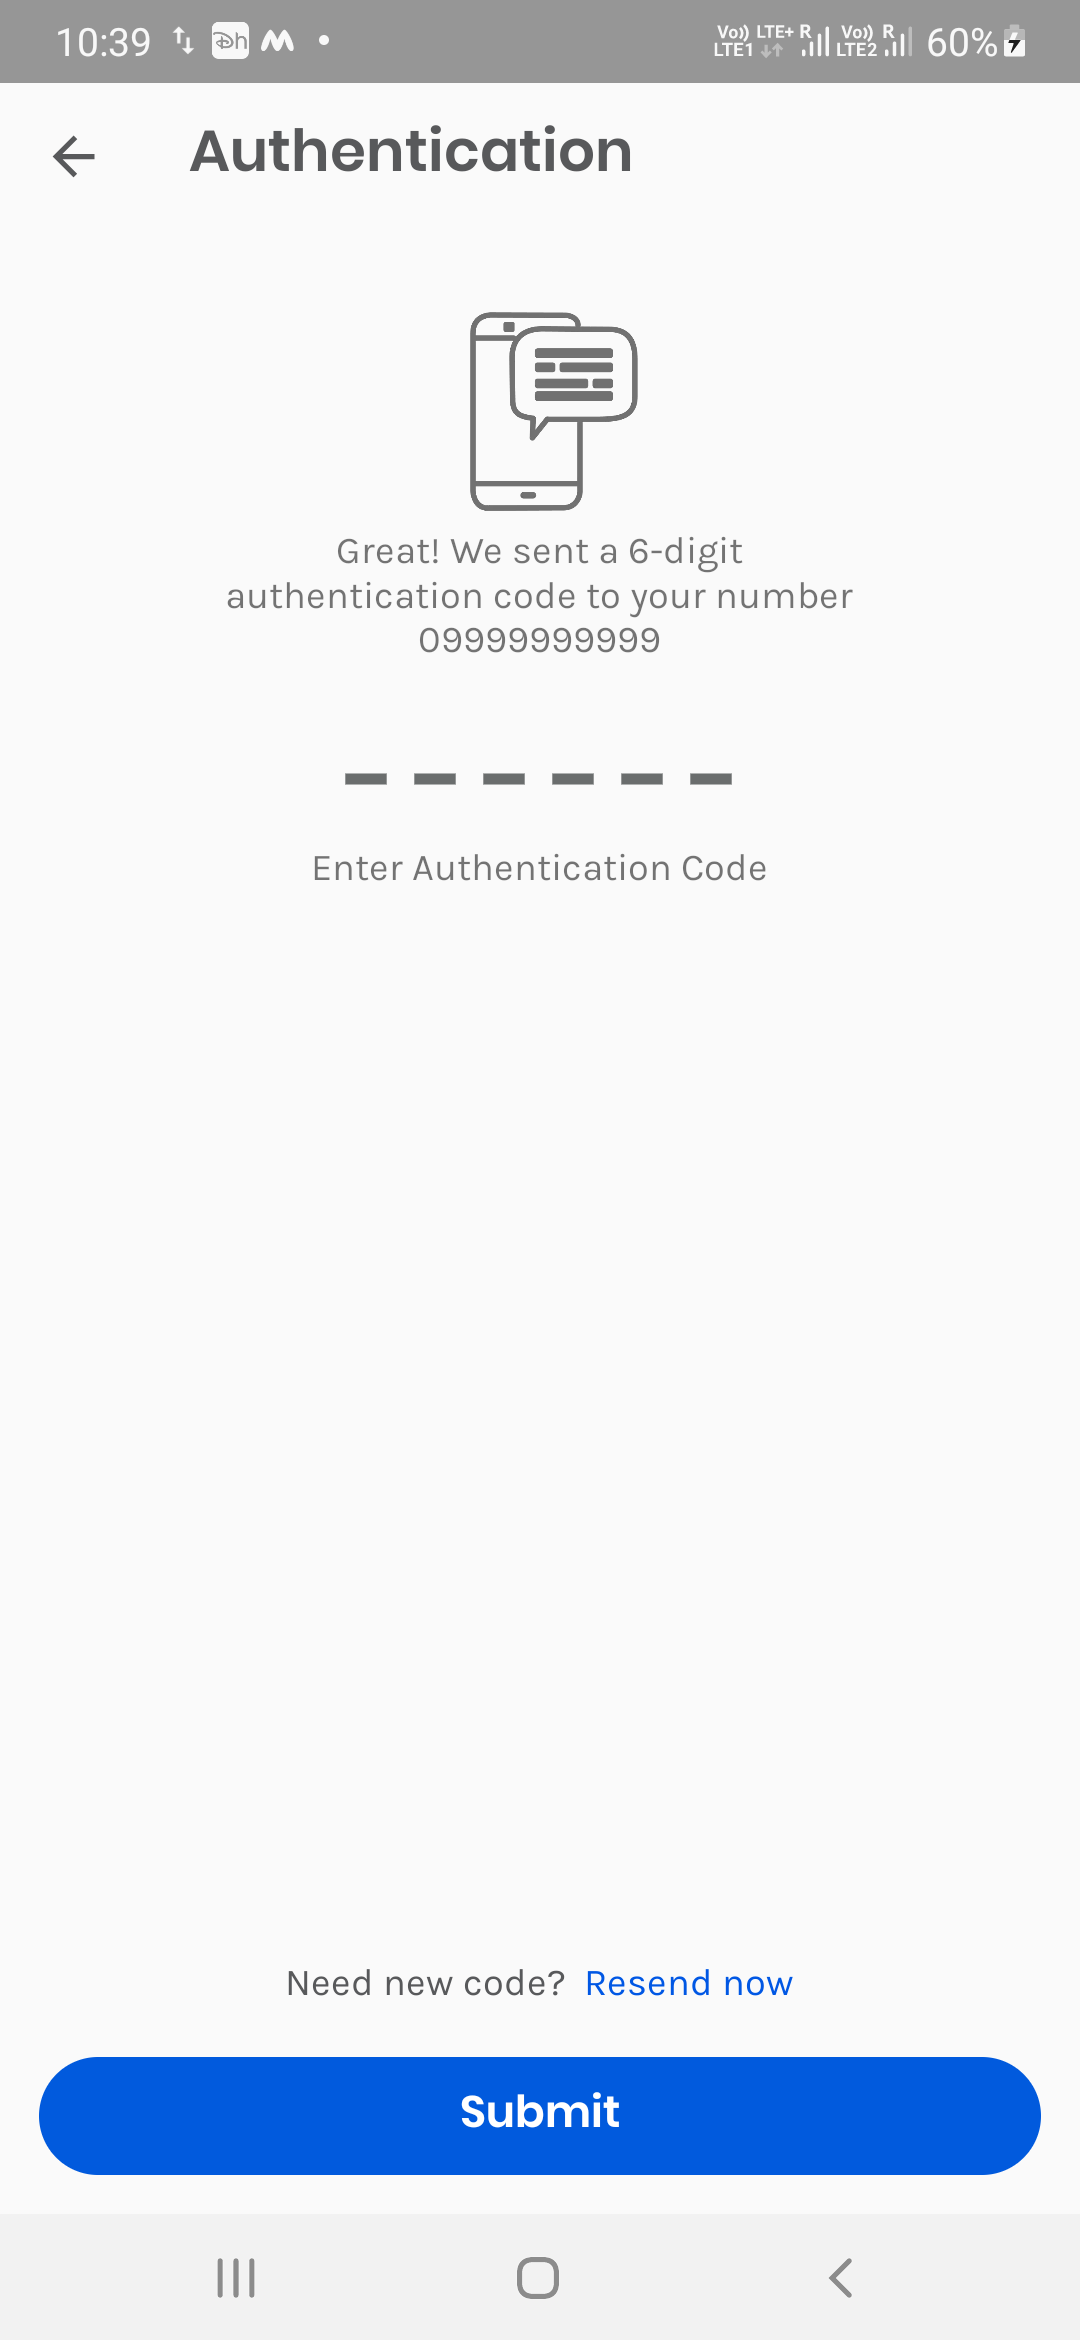 10:39
Vo)) LTE+ R Vo)) R
LTE1 LTE2
60%
Authentication
Great! We sent a 6-digit
authentication code to your number
09999999999
Enter Authentication Code
Need new code? Resend now
Submit